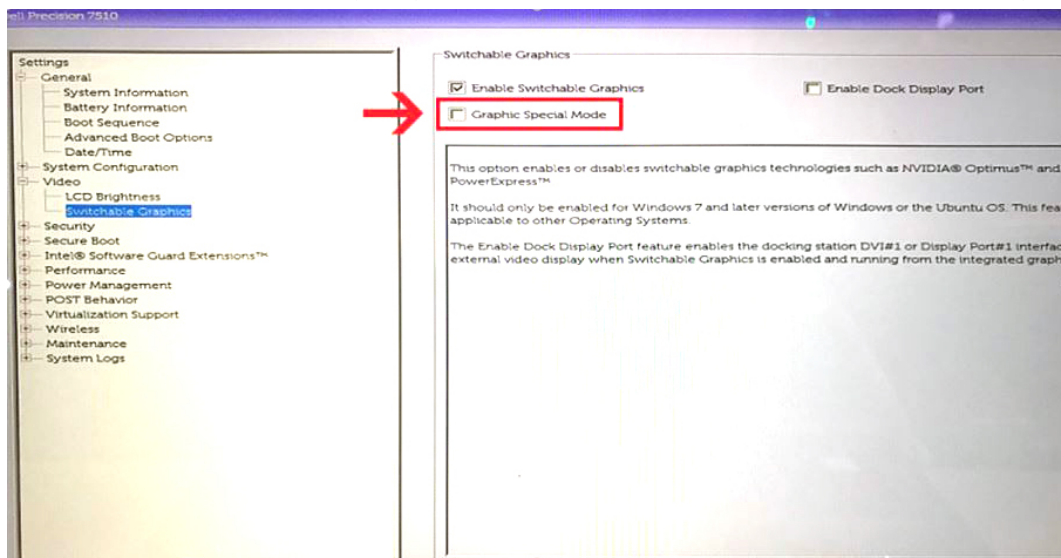 ell Precision 7510
Settings
General
System Information
Battery Information
Boot Sequence
Advanced Boot Options
Date/Time
System Configuration
Video
LCD Brightness
Switchable Graphics
Security
Secure Boot
Intel® Software Guard Extensions™
Performance
Power Management
POST Behavior
Virtualization Support
Wireless
Maintenance
System Logs
Switchable Graphics
Enable Switchable Graphics
Enable Dock Display Port
Graphic Special Mode
This option enables or disables switchable graphics technologies such as NVIDIA® Optimus™ and
PowerExpress™
It should only be enabled for Windows 7 and later versions of Windows or the Ubuntu OS. This fea
applicable to other Operating Systems.
The Enable Dock Display Port feature enables the docking station DVI#1 or Display Port#1 interfac
external video display when Switchable Graphics is enabled and running from the integrated graph